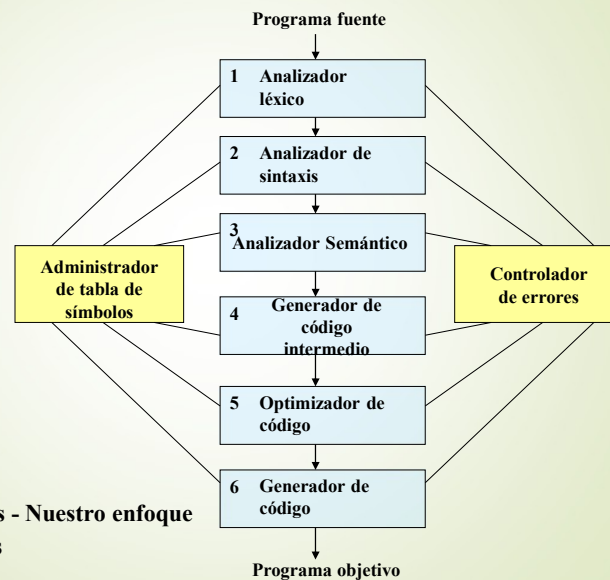 Programa fuente
1 Analizador
léxico
2 Analizador de
sintaxis
3
Analizador Semántico
Administrador
de tabla de
símbolos
Controlador
de errores
4 Generador de
código
intermedio
5 Optimizador de
código
6 Generador de
código
s - Nuestro enfoque
s
Programa objetivo